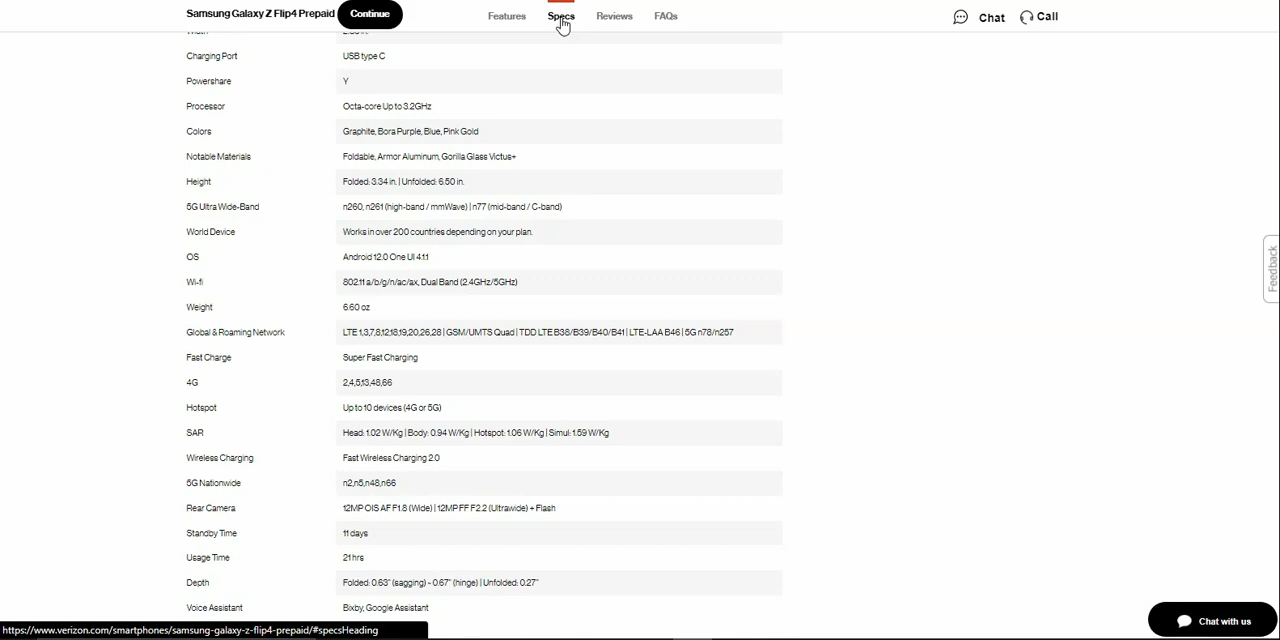 Samsung Galaxy Z Flip4 Prepaid
Continue
Features
Specs
Reviews
FAQs
Chat
Call
Charging Port USB type C
Powershare Y
Processor Octa-core Up to 3.2GHz
Colors Graphite, Bora Purple, Blue, Pink Gold
Notable Materials Foldable, Armor Aluminum, Gorilla Glass Victus+
Height Folded: 3.34 in. | Unfolded: 6.50 in.
5G Ultra Wide-Band n260, n261 (high-band / mmWave) | n77 (mid-band / C-band)
World Device Works in over 200 countries depending on your plan.
OS Android 12.0 One UI 4.1.1
Wi-fi 802.11 a/b/g/n/ac/ax, Dual Band (2.4GHz/5GHz)
Weight 6.60 oz
Global & Roaming Network LTE 1,3,7,8,12,18,19,20,26,28 | GSM/UMTS Quad | TDD LTE B38/B39/B40/B41 | LTE-LAA B46 | 5G n78/n257
Fast Charge Super Fast Charging
4G 2,4,5,13,48,66
Hotspot Up to 10 devices (4G or 5G)
SAR Head: 1.02 W/Kg | Body: 0.94 W/Kg | Hotspot: 1.06 W/Kg | Simul: 1.59 W/Kg
Wireless Charging Fast Wireless Charging 2.0
5G Nationwide n2,n5,n48,n66
Rear Camera 12MP OIS AF F1.8 (Wide) | 12MP FF F2.2 (Ultrawide) + Flash
Standby Time 11 days
Usage Time 21 hrs
Depth Folded: 0.63" (sagging) ~ 0.67" (hinge) | Unfolded: 0.27"
Voice Assistant Bixby, Google Assistant
Feedback
Chat with us
https://www.verizon.com/smartphones/samsung-galaxy-z-flip4-prepaid/#specsHeading